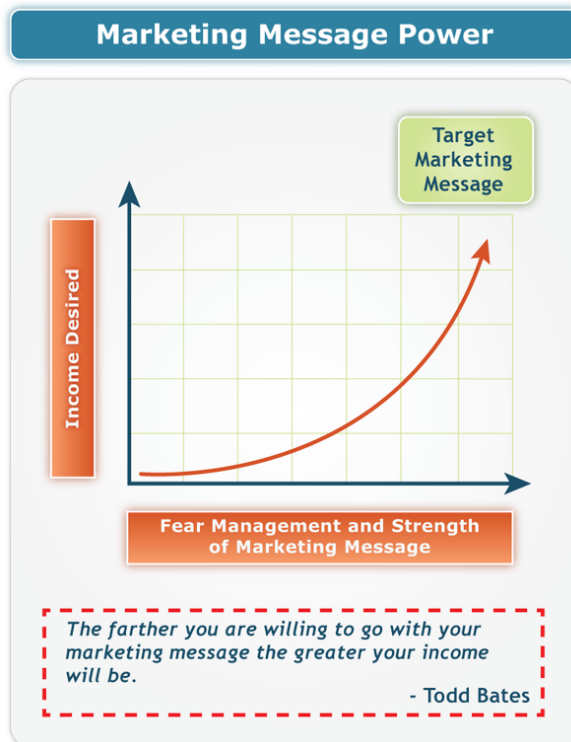 Marketing Message Power
Target
Marketing
Message
Income Desired
Fear Management and Strength
of Marketing Message
The farther you are willing to go with your
marketing message the greater your income
will be.
- Todd Bates